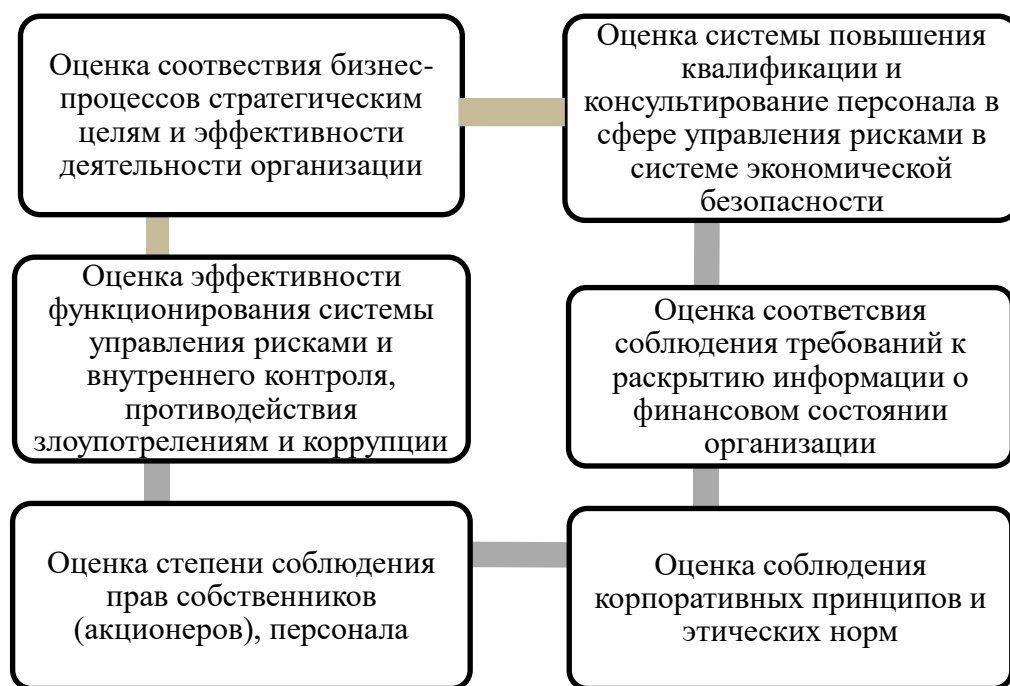 Оценка соотвествия бизнес-
процессов стратегическим
целям и эффективности
деятельности организации
Оценка системы повышения
квалификации и
консультирование персонала в
сфере управления рисками в
системе экономической
безопасности
Оценка эффективности
функционирования системы
управления рисками и
внутреннего контроля,
противодействия
злоупотрелениям и коррупции
Оценка соответсвия
соблюдения требований к
раскрытию информации о
финансовом состоянии
организации
Оценка степени соблюдения
прав собственников
(акционеров), персонала
Оценка соблюдения
корпоративных принципов и
этических норм